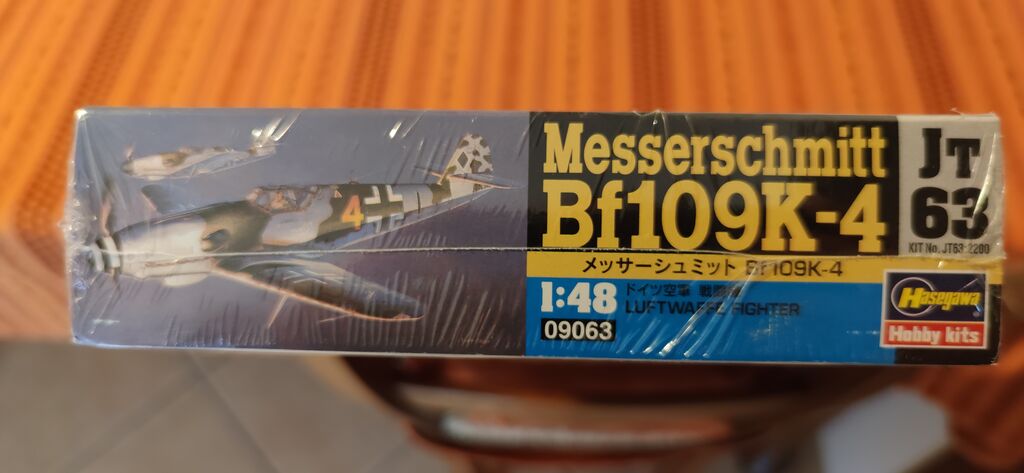 Messerschmitt
Bf109K-4
メッサーシュミット Bf109K-4
1:48
ドイツ空軍 戦闘機
LUFTWAFFE FIGHTER
09063
JT
63
KIT No. JT63-2200
Hasegawa
Hobby kits
4